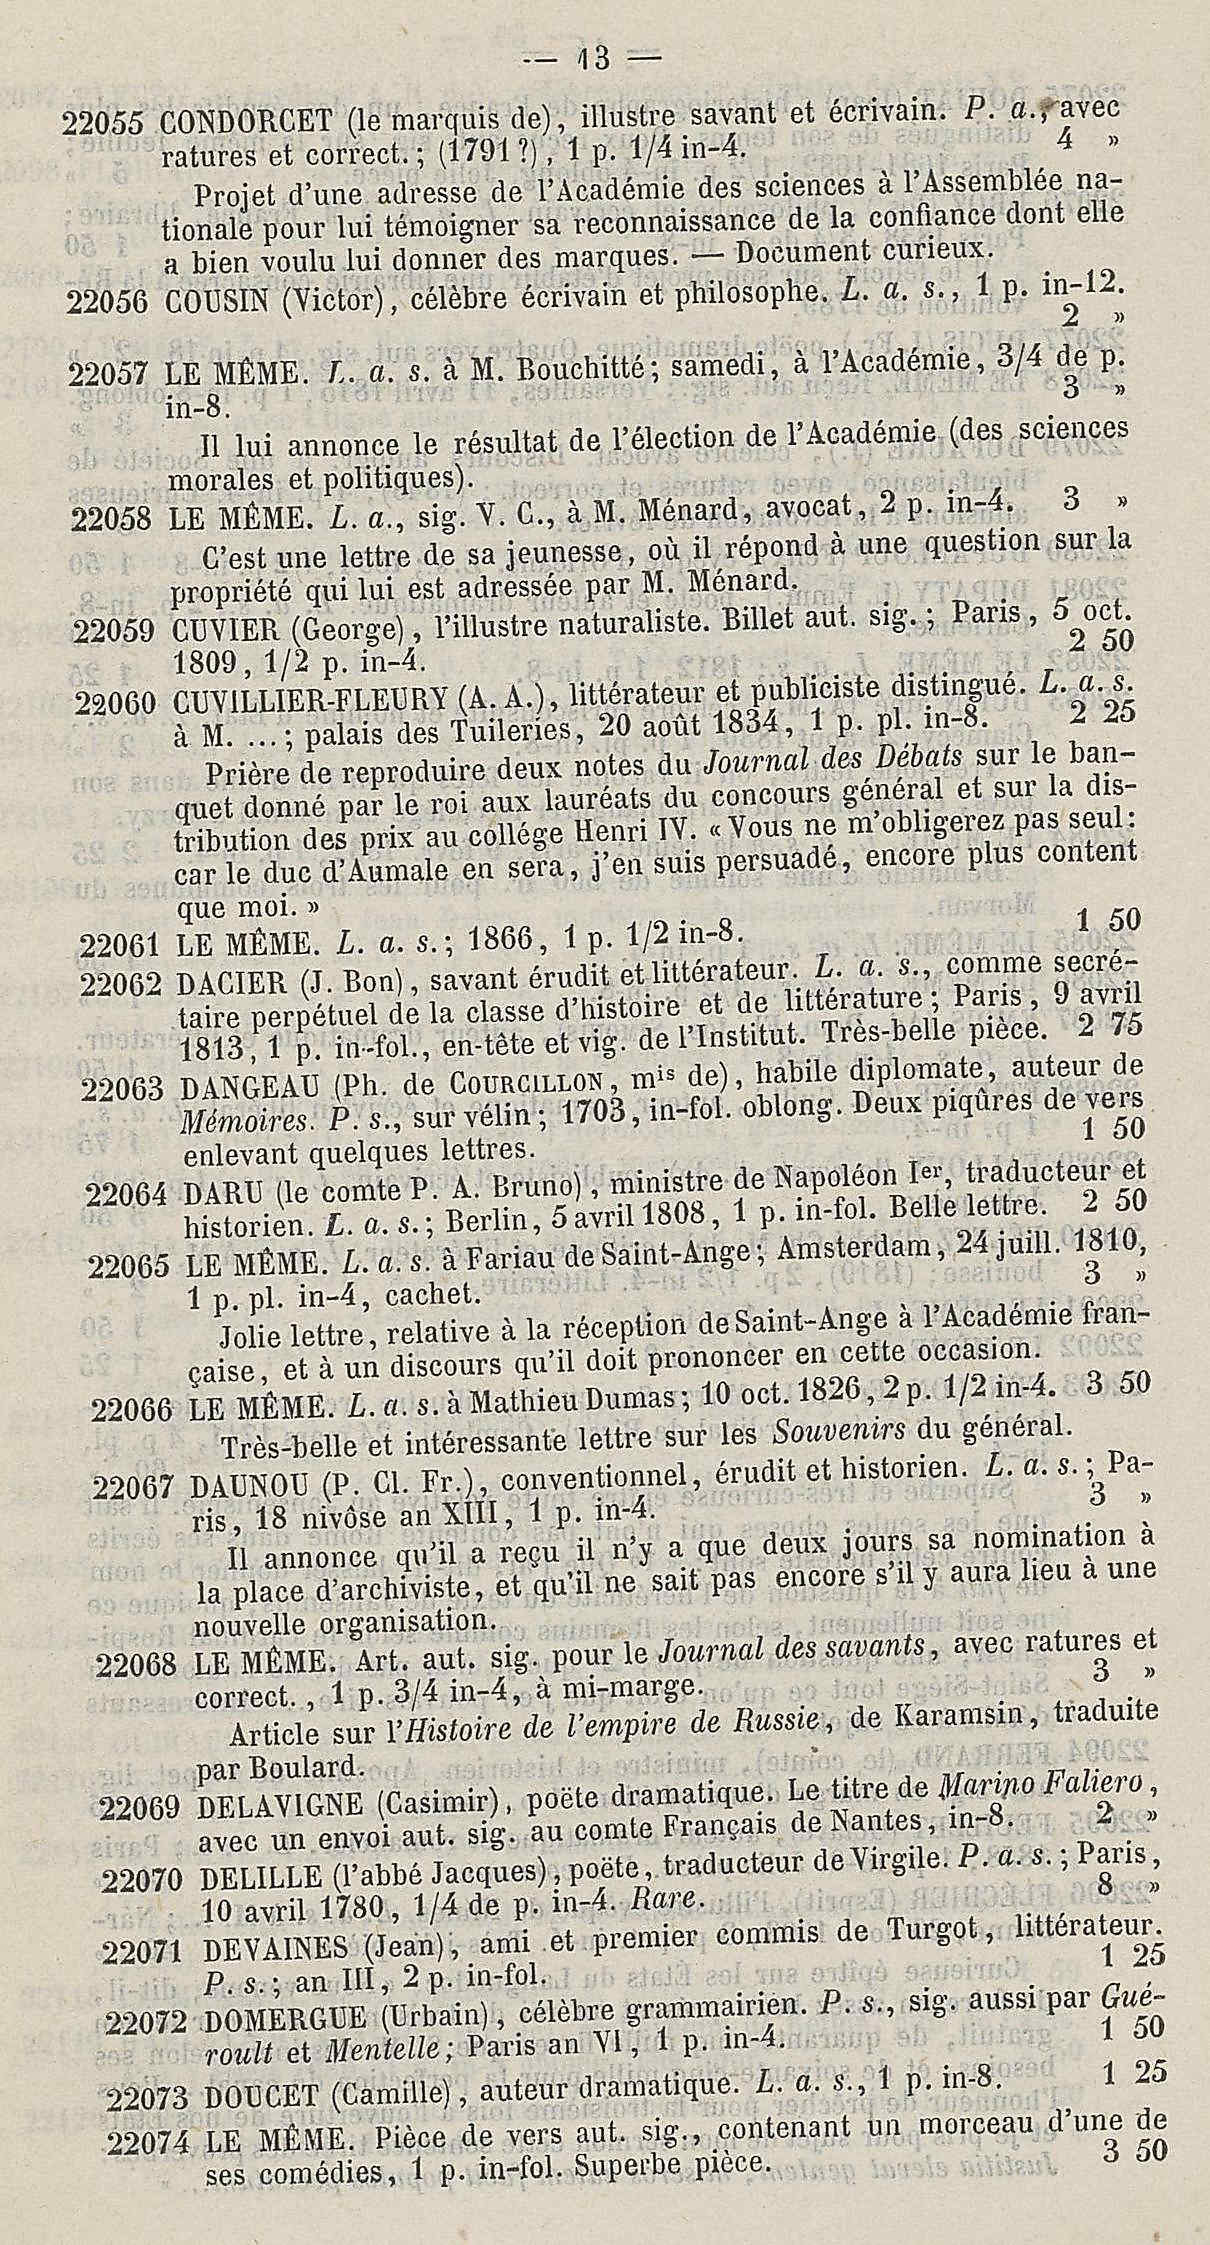 — 13 —
22055 CONDORCET (le marquis de), illustre savant et écrivain. P. a., avec
ratures et correct.; (1791?), 1 p. 1/4 in-4. 4 »
Projet d'une adresse de l'Académie des sciences à l'Assemblée na-
tionale pour lui témoigner sa reconnaissance de la confiance dont elle
a bien voulu lui donner des marques. — Document curieux.
22056 COUSIN (Victor), célèbre écrivain et philosophe. L. a. s., 1 p. in-12.
2 »
22057 LE MÊME. L. a. s. à M. Bouchitté; samedi, à l'Académie, 3/4 de p.
in-8. 3 »
Il lui annonce le résultat de l'élection de l'Académie (des sciences
morales et politiques).
22058 LE MÊME. L. a., sig. V. C., à M. Ménard, avocat, 2 p. in-4. 3 »
C'est une lettre de sa jeunesse, où il répond à une question sur la
propriété qui lui est adressée par M. Ménard.
22059 CUVIER (George), l'illustre naturaliste. Billet aut. sig.; Paris, 5 oct.
1809, 1/2 p. in-4. 2 50
22060 CUVILLIER-FLEURY (A. A.), littérateur et publiciste distingué. L. a. s.
à M. ...; palais des Tuileries, 20 août 1834, 1 p. pl. in-8. 2 25
Prière de reproduire deux notes du Journal des Débats sur le ban-
quet donné par le roi aux lauréats du concours général et sur la dis-
tribution des prix au collége Henri IV. « Vous ne m'obligerez pas seul:
car le duc d'Aumale en sera, j'en suis persuadé, encore plus content
que moi. »
22061 LE MÊME. L. a. s.; 1866, 1 p. 1/2 in-8. 1 50
22062 DACIER (J. Bon), savant érudit et littérateur. L. a. s., comme secré-
taire perpétuel de la classe d'histoire et de littérature; Paris, 9 avril
1813, 1 p. in-fol., en-tête et vig. de l'Institut. Très-belle pièce. 2 75
22063 DANGEAU (Ph. de COURCILLON, mis de), habile diplomate, auteur de
Mémoires. P. s., sur vélin; 1703, in-fol. oblong. Deux piqûres de vers
enlevant quelques lettres. 1 50
22064 DARU (le comte P. A. Bruno), ministre de Napoléon Ier, traducteur et
historien. L. a. s.; Berlin, 5 avril 1808, 1 p. in-fol. Belle lettre. 2 50
22065 LE MÊME. L. a. s. à Fariau de Saint-Ange; Amsterdam, 24 juill. 1810,
1 p. pl. in-4, cachet. 3 »
Jolie lettre, relative à la réception de Saint-Ange à l'Académie fran-
çaise, et à un discours qu'il doit prononcer en cette occasion.
22066 LE MÊME. L. a. s. à Mathieu Dumas; 10 oct. 1826, 2 p. 1/2 in-4. 3 50
Très-belle et intéressante lettre sur les Souvenirs du général.
22067 DAUNOU (P. Cl. Fr.), conventionnel, érudit et historien. L. a. s.; Pa-
ris, 18 nivôse an XIII, 1 p. in-4. 3 »
Il annonce qu'il a reçu il n'y a que deux jours sa nomination à
la place d'archiviste, et qu'il ne sait pas encore s'il y aura lieu à une
nouvelle organisation.
22068 LE MÊME. Art. aut. sig. pour le Journal des savants, avec ratures et
correct., 1 p. 3/4 in-4, à mi-marge. 3 »
Article sur l'Histoire de l'empire de Russie, de Karamsin, traduite
par Boulard.
22069 DELAVIGNE (Casimir), poëte dramatique. Le titre de Marino Faliero,
avec un envoi aut. sig. au comte Français de Nantes, in-8. 2 »
22070 DELILLE (l'abbé Jacques), poëte, traducteur de Virgile. P. a. s.; Paris,
10 avril 1780, 1/4 de p. in-4. Rare. 8 »
22071 DEVAINES (Jean), ami et premier commis de Turgot, littérateur.
P. s.; an III, 2 p. in-fol. 1 25
22072 DOMERGUE (Urbain), célèbre grammairien. P. s., sig. aussi par Gué-
roult et Mentelle; Paris an VI, 1 p. in-4. 1 50
22073 DOUCET (Camille), auteur dramatique. L. a. s., 1 p. in-8. 1 25
22074 LE MÊME. Pièce de vers aut. sig., contenant un morceau d'une de
ses comédies, 1 p. in-fol. Superbe pièce. 3 50